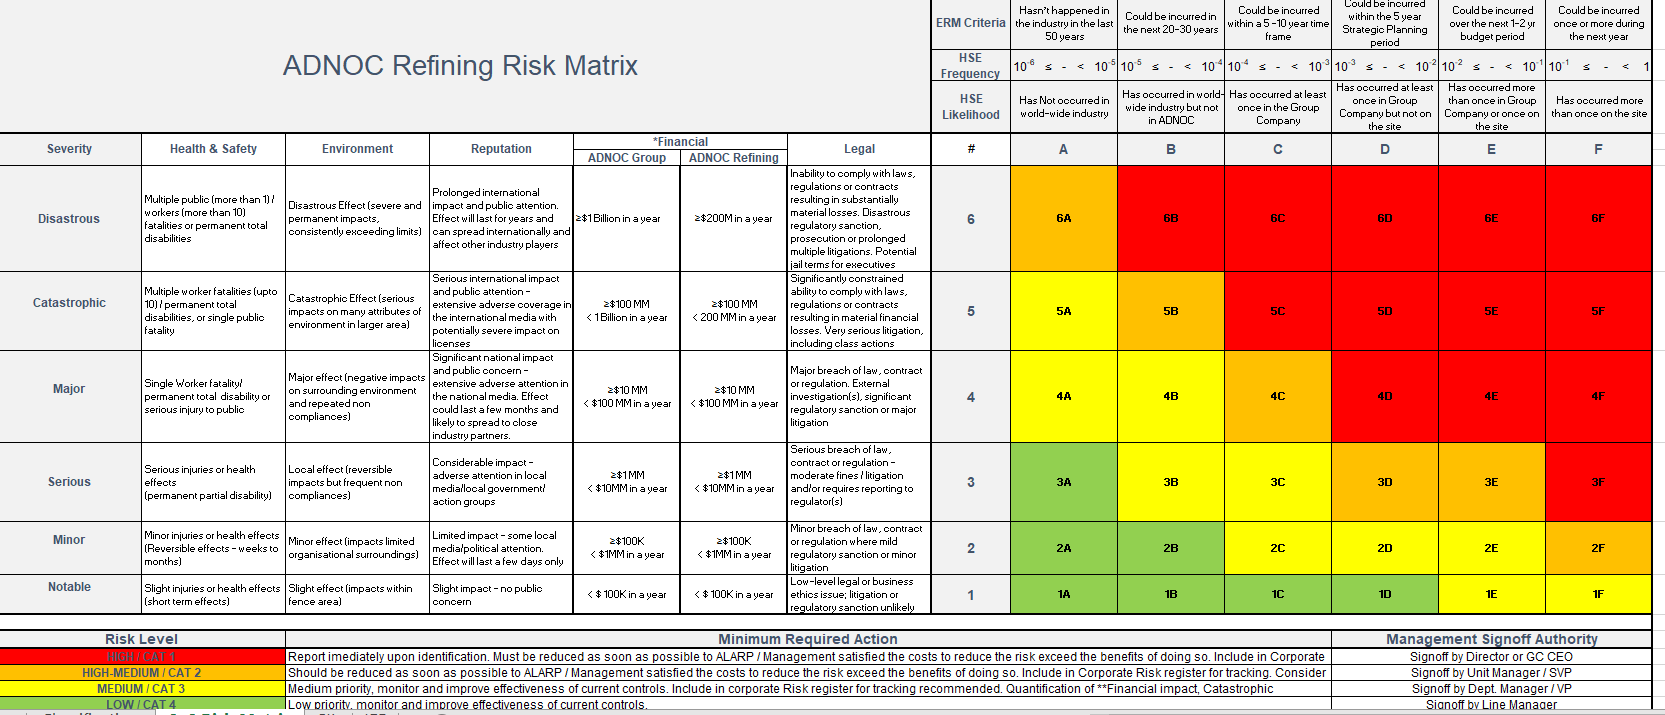 ADNOC Refining Risk Matrix
ERM Criteria
Hasn't happened in
the industry in the last
50 years
Could be incurred in
the next 20-30 years
Could be incurred
within a 5 -10 year time
frame
Could be incurred
within the 5 year
Strategic Planning
period
Could be incurred
over the next 1-2 yr
budget period
Could be incurred
once or more during
the next year
HSE
Frequency
10⁻⁶ ≤ - < 10⁻⁵
10⁻⁵ ≤ - < 10⁻⁴
10⁻⁴ ≤ - < 10⁻³
10⁻³ ≤ - < 10⁻²
10⁻² ≤ - < 10⁻¹
10⁻¹ ≤ - < 1
HSE
Likelihood
Has Not occurred in
world-wide industry
Has occurred in world-
wide industry but not
in ADNOC
Has occurred at least
once in the Group
Company
Has occurred at least
once in Group
Company but not on
the site
Has occurred more
than once in Group
Company or once on
the site
Has occurred more
than once on the site
Severity
Health & Safety
Environment
Reputation
*Financial
ADNOC Group
ADNOC Refining
Legal
#
A
B
C
D
E
F
Disastrous
Multiple public (more than 1) /
workers (more than 10)
fatalities or permanent total
disabilities
Disastrous Effect (severe and
permanent impacts,
consistently exceeding limits)
Prolonged international
impact and public attention.
Effect will last for years and
can spread internationally and
affect other industry players
≥$1Billion in a year
≥$200M in a year
Inability to comply with laws,
regulations or contracts
resulting in substantially
material losses. Disastrous
regulatory sanction,
prosecution or prolonged
multiple litigations. Potential
jail terms for executives
6
6A
6B
6C
6D
6E
6F
Catastrophic
Multiple worker fatalities (upto
10) / permanent total
disabilities, or single public
fatality
Catastrophic Effect (serious
impacts on many attributes of
environment in larger area)
Serious international impact
and public attention -
extensive adverse coverage in
the international media with
potentially severe impact on
licenses
≥$100 MM
< 1Billion in a year
≥$100 MM
< 200 MM in a year
Significantly constrained
ability to comply with laws,
regulations or contracts
resulting in material financial
losses. Very serious litigation,
including class actions
5
5A
5B
5C
5D
5E
5F
Major
Single Worker fatality/
permanent total disability or
serious injury to public
Major effect (negative impacts
on surrounding environment
and repeated non
compliances)
Significant national impact
and public concern -
extensive adverse attention in
the national media. Effect
could last a few months and
likely to spread to close
industry partners.
≥$10 MM
< $100 MM in a year
≥$10 MM
< $100 MM in a year
Major breach of law, contract
or regulation. External
investigation(s), significant
regulatory sanction or major
litigation
4
4A
4B
4C
4D
4E
4F
Serious
Serious injuries or health
effects
(permanent partial disability)
Local effect (reversible
impacts but frequent non
compliances)
Considerable impact -
adverse attention in local
media/local government/
action groups
≥$1MM
< $10MM in a year
≥$1MM
< $10MM in a year
Serious breach of law,
contract or regulation -
moderate fines / litigation
and/or requires reporting to
regulator(s)
3
3A
3B
3C
3D
3E
3F
Minor
Minor injuries or health effects
(Reversible effects - weeks to
months)
Minor effect (impacts limited
organisational surroundings)
Limited impact - some local
media/political attention.
Effect will last a few days only
≥$100K
< $1MM in a year
≥$100K
< $1MM in a year
Minor breach of law, contract
or regulation where mild
regulatory sanction or minor
litigation
2
2A
2B
2C
2D
2E
2F
Notable
Slight injuries or health effects
(short term effects)
Slight effect (impacts within
fence area)
Slight impact - no public
concern
< $ 100K in a year
< $ 100K in a year
Low-level legal or business
ethics issue; litigation or
regulatory sanction unlikely
1
1A
1B
1C
1D
1E
1F
Risk Level
Minimum Required Action
Management Signoff Authority
HIGH / CAT 1
Report imediately upon identification. Must be reduced as soon as possible to ALARP / Management satisfied the costs to reduce the risk exceed the benefits of doing so. Include in Corporate
Signoff by Director or GC CEO
HIGH-MEDIUM / CAT 2
Should be reduced as soon as possible to ALARP / Management satisfied the costs to reduce the risk exceed the benefits of doing so. Include in Corporate Risk register for tracking. Consider
Signoff by Unit Manager / SVP
MEDIUM / CAT 3
Medium priority, monitor and improve effectiveness of current controls. Include in corporate Risk register for tracking recommended. Quantification of **Financial impact, Catastrophic
Signoff by Dept. Manager / VP
LOW / CAT 4
Low priority, monitor and improve effectiveness of current controls.
Signoff by Line Manager